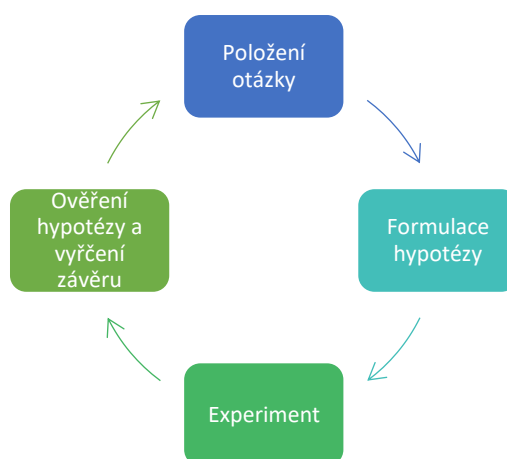 Položení
otázky
Formulace
hypotézy
Experiment
Ověření
hypotézy a
vyřčení
závěru